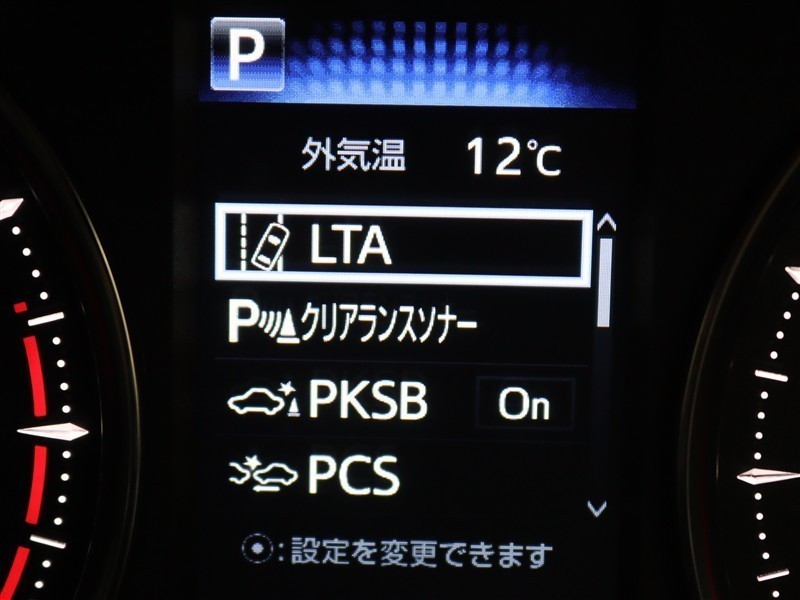 P
外気温 12℃
LTA
Pクリアランスソナー
PKSB On
PCS
:設定を変更できます